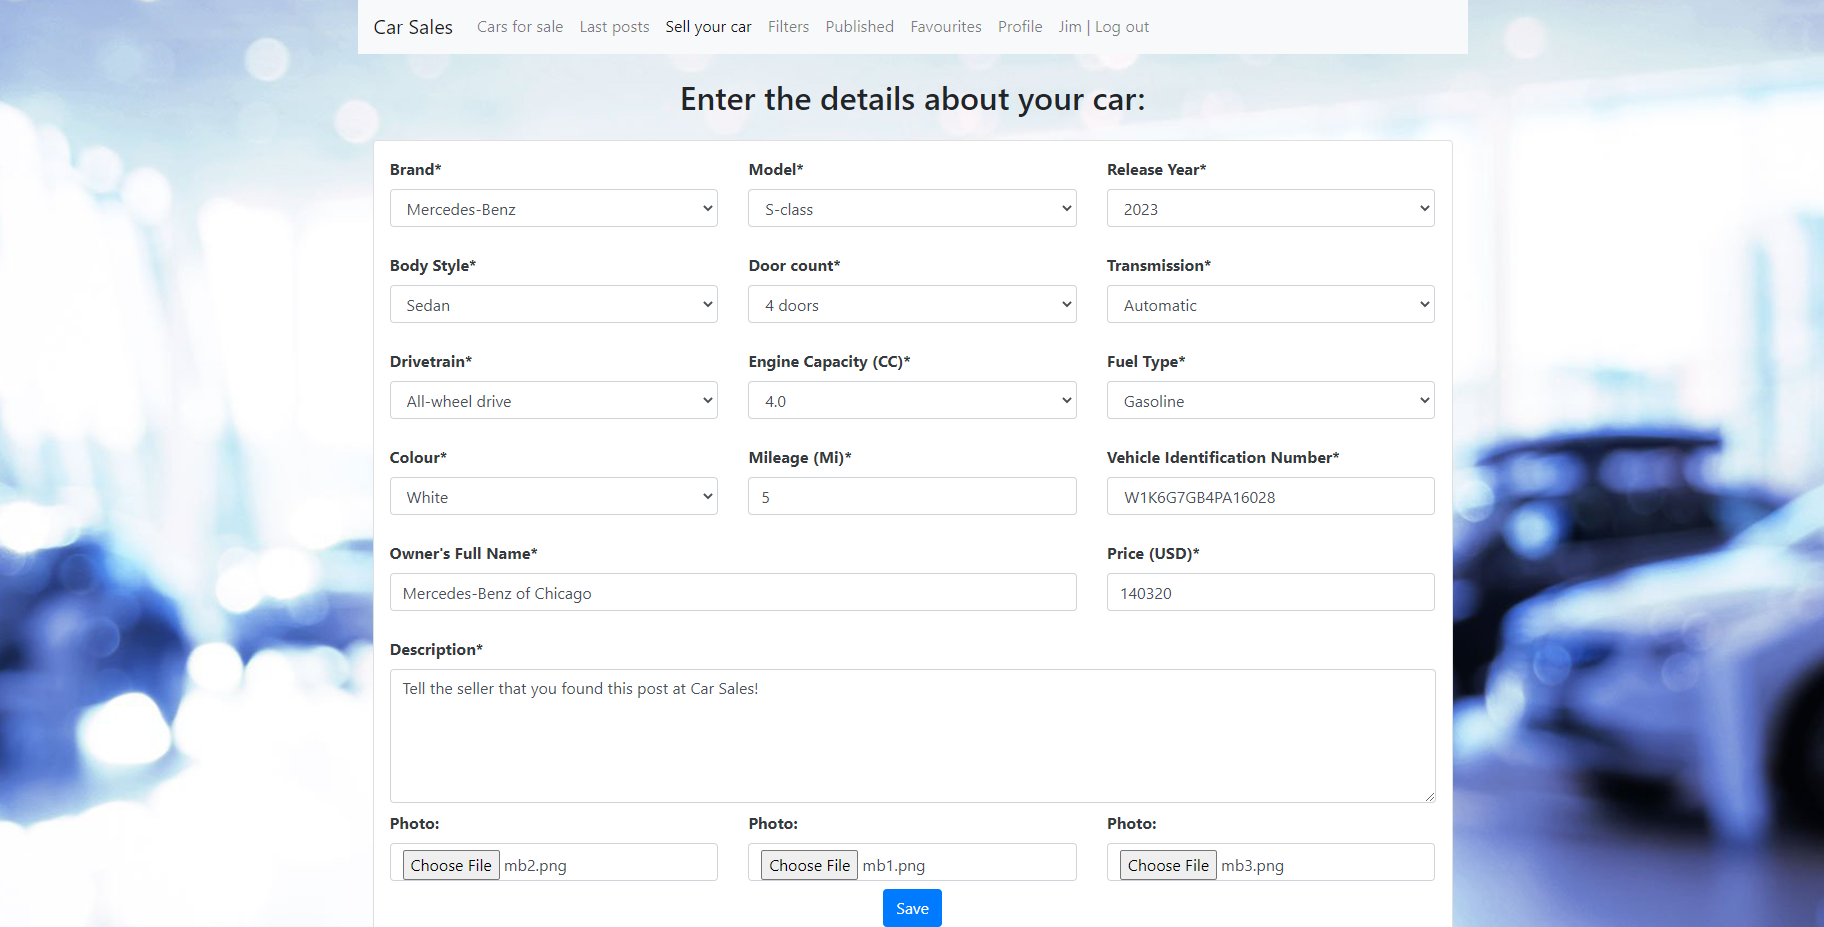 Car Sales Cars for sale Last posts Sell your car Filters Published Favourites Profile Jim | Log out
Enter the details about your car:
Brand* Model* Release Year*
Mercedes-Benz S-class 2023
Body Style* Door count* Transmission*
Sedan 4 doors Automatic
Drivetrain* Engine Capacity (CC)* Fuel Type*
All-wheel drive 4.0 Gasoline
Colour* Mileage (Mi)* Vehicle Identification Number*
White 5 W1K6G7GB4PA16028
Owner's Full Name* Price (USD)*
Mercedes-Benz of Chicago 140320
Description*
Tell the seller that you found this post at Car Sales!
Photo: Photo: Photo:
Choose File mb2.png Choose File mb1.png Choose File mb3.png
Save